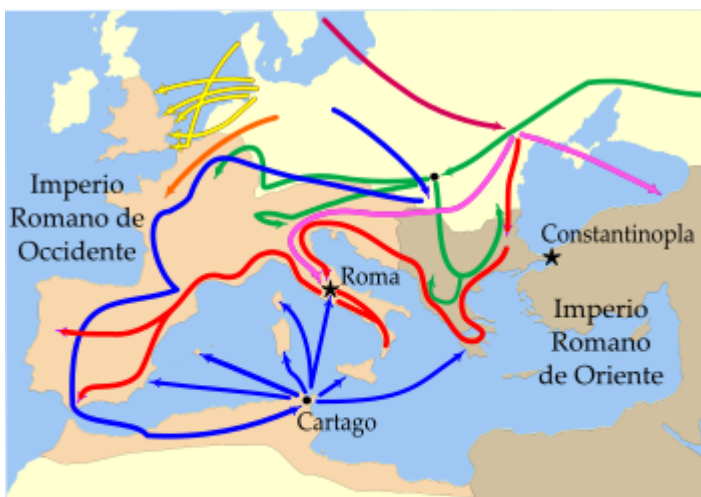 Imperio
Romano de
Occidente
Constantinopla
Roma
Imperio
Romano
de Oriente
Cartago